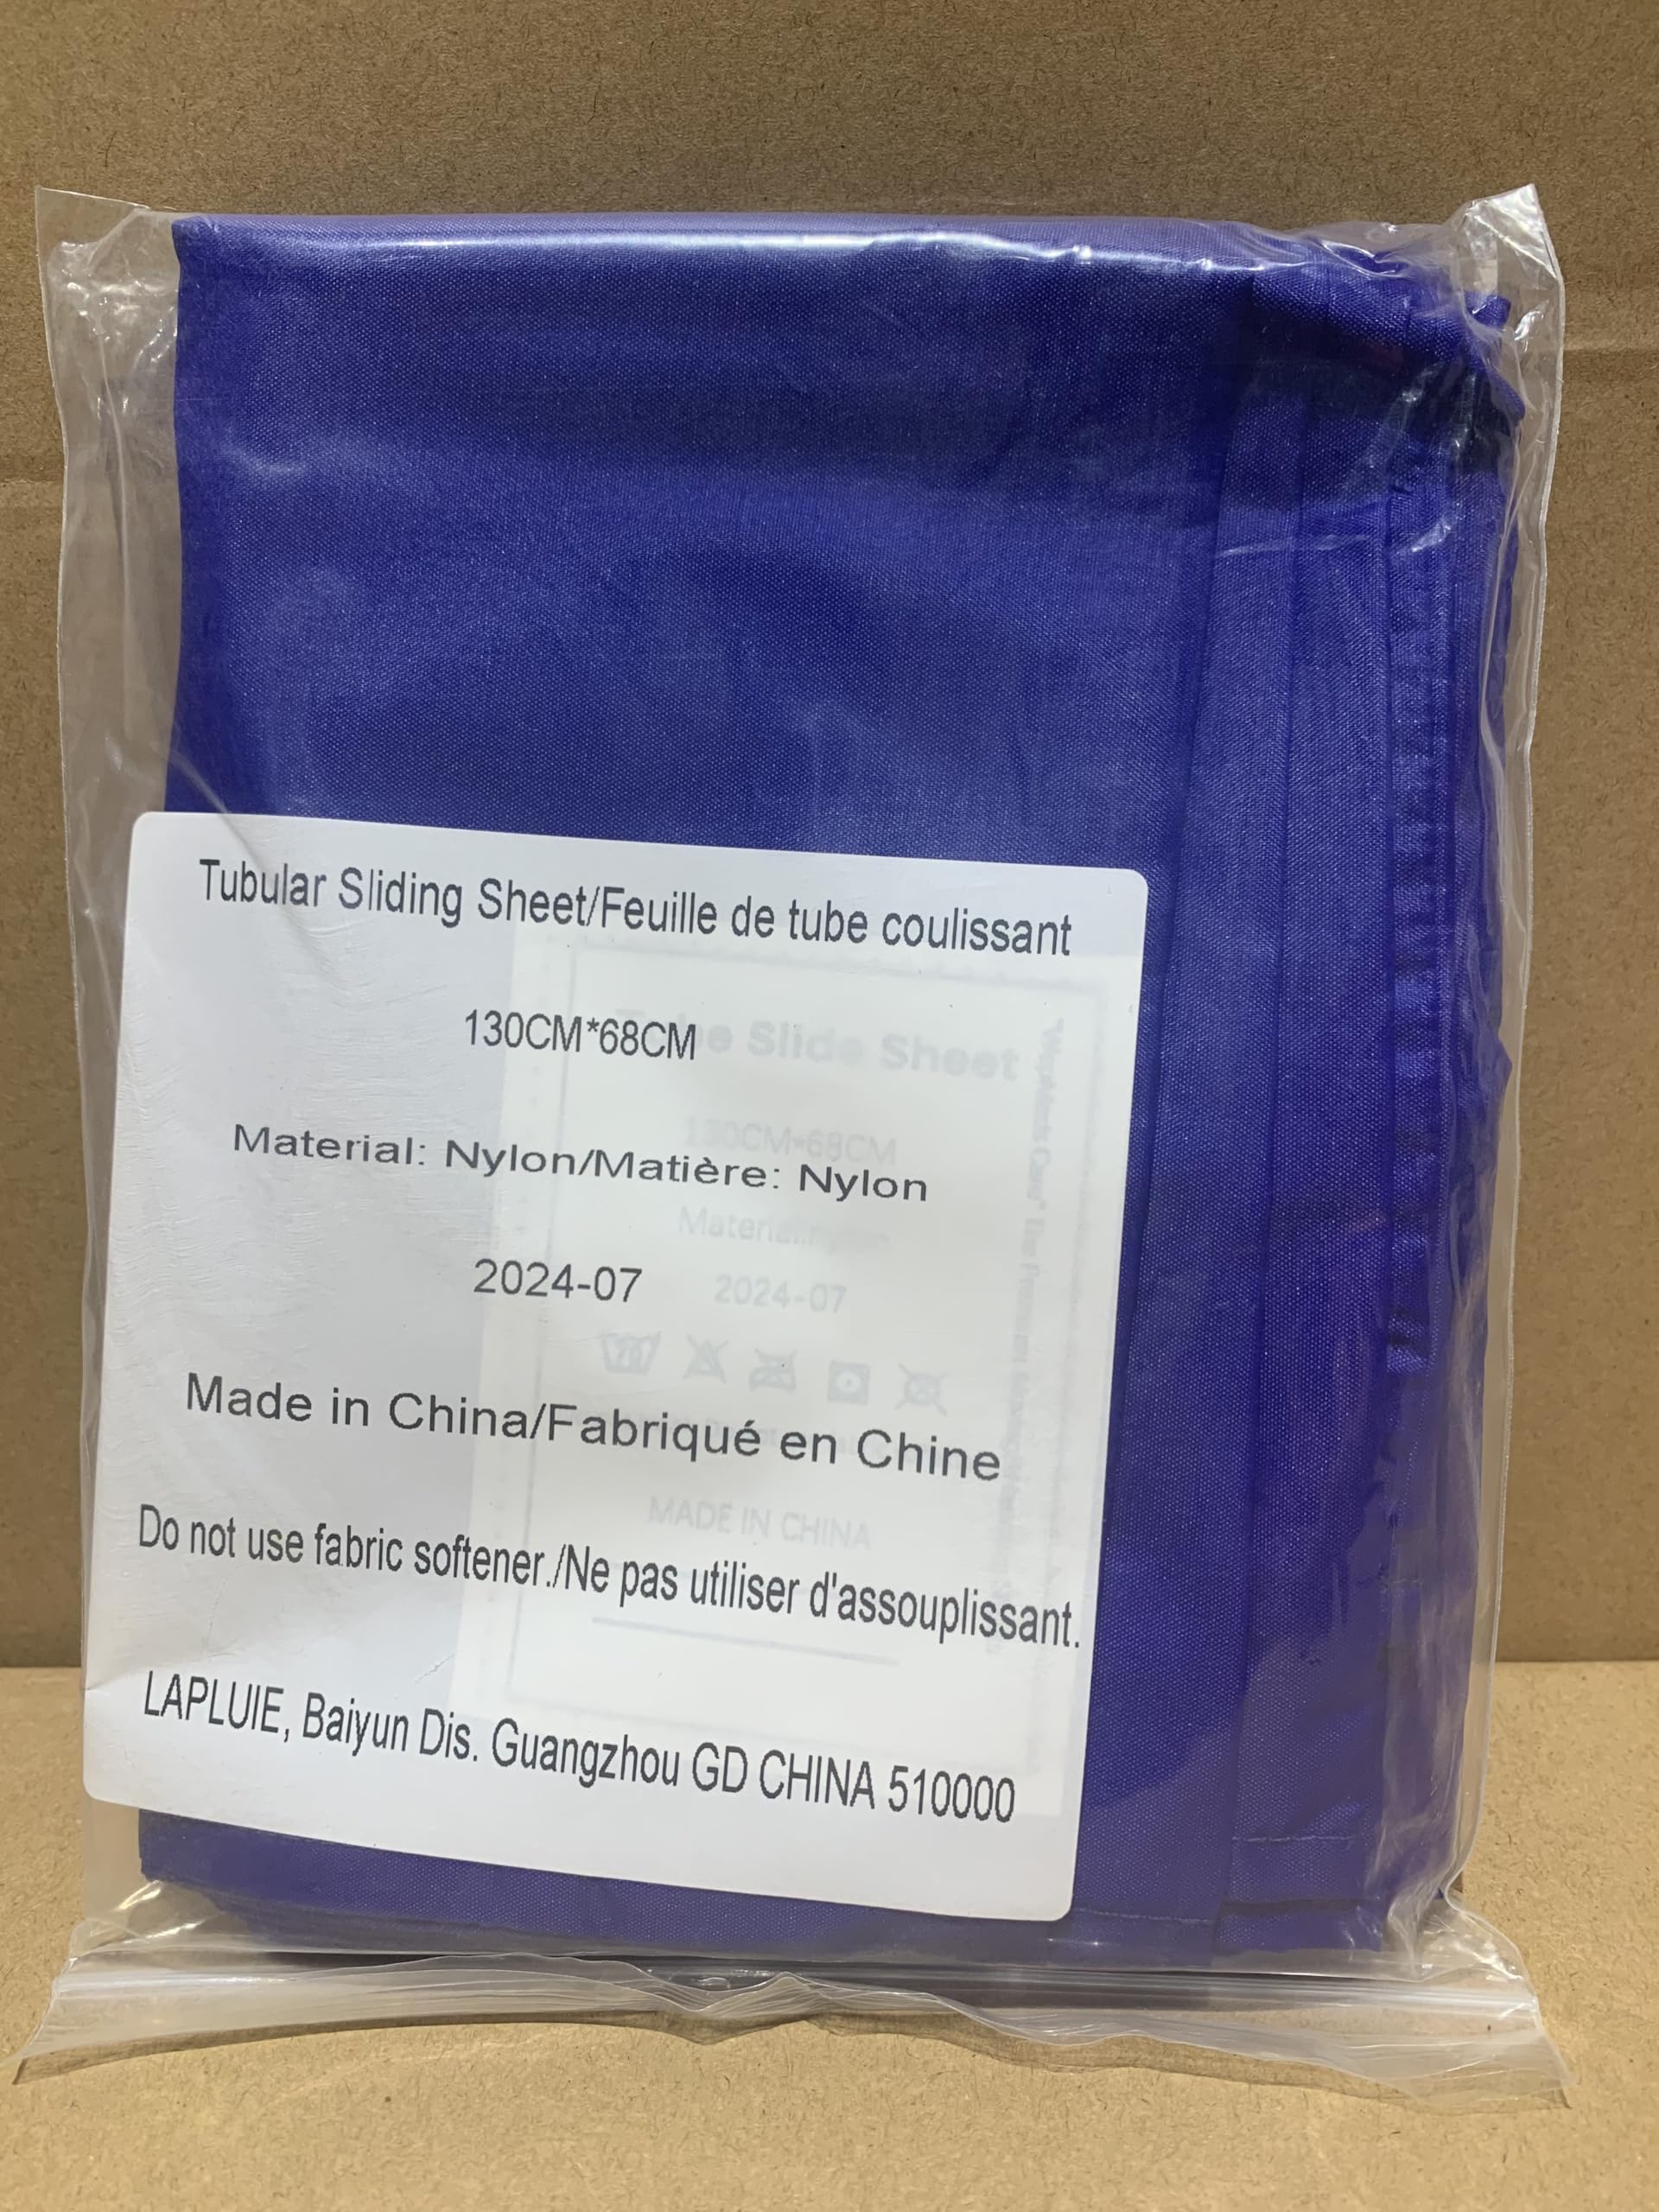 Tubular Sliding Sheet/Feuille de tube coulissant
130CM*68CM
Material: Nylon/Matière: Nylon
2024-07
Made in China/Fabriqué en Chine
Do not use fabric softener./Ne pas utiliser d'assouplissant.
LAPLUIE, Baiyun Dis. Guangzhou GD CHINA 510000
Slide Sheet
130CM*68CM
2024-07
MADE IN CHINA